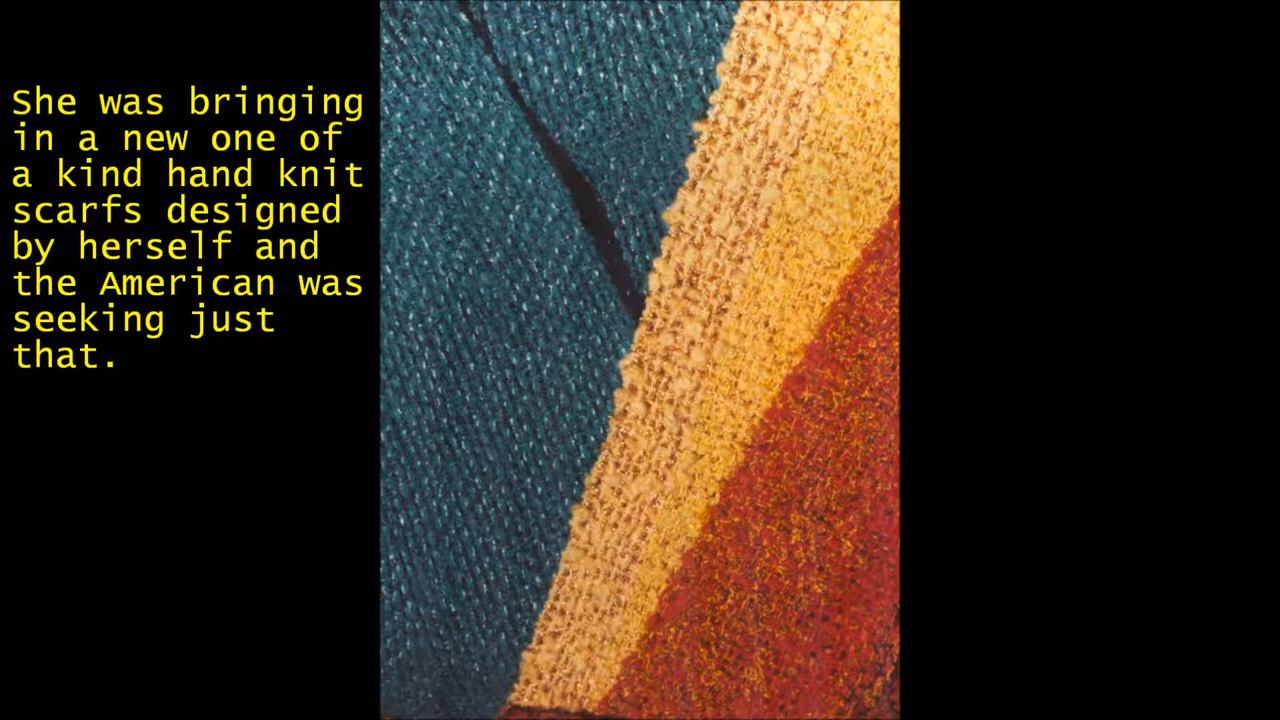 She was bringing
in a new one of
a kind hand knit
scarfs designed
by herself and
the American was
seeking just
that.